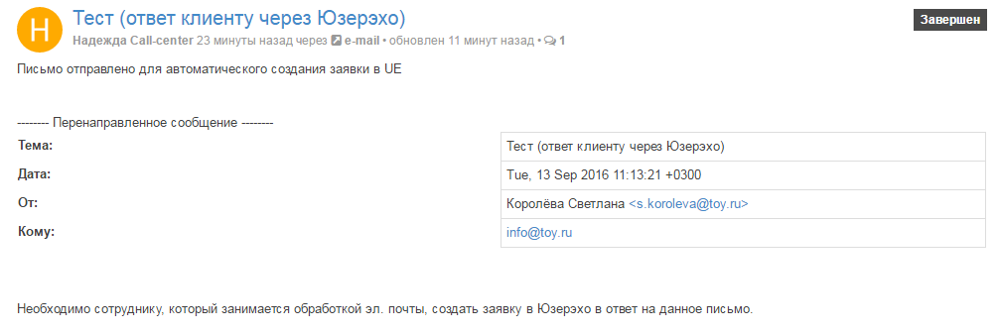 Н
Тест (ответ клиенту через Юзерэхо)
Завершен
Надежда Call-center 23 минуты назад через e-mail • обновлен 11 минут назад • 1
Письмо отправлено для автоматического создания заявки в UE
-------- Перенаправленное сообщение --------
Тема: Тест (ответ клиенту через Юзерэхо)
Дата: Tue, 13 Sep 2016 11:13:21 +0300
От: Королёва Светлана <s.koroleva@toy.ru>
Кому: info@toy.ru
Необходимо сотруднику, который занимается обработкой эл. почты, создать заявку в Юзерэхо в ответ на данное письмо.